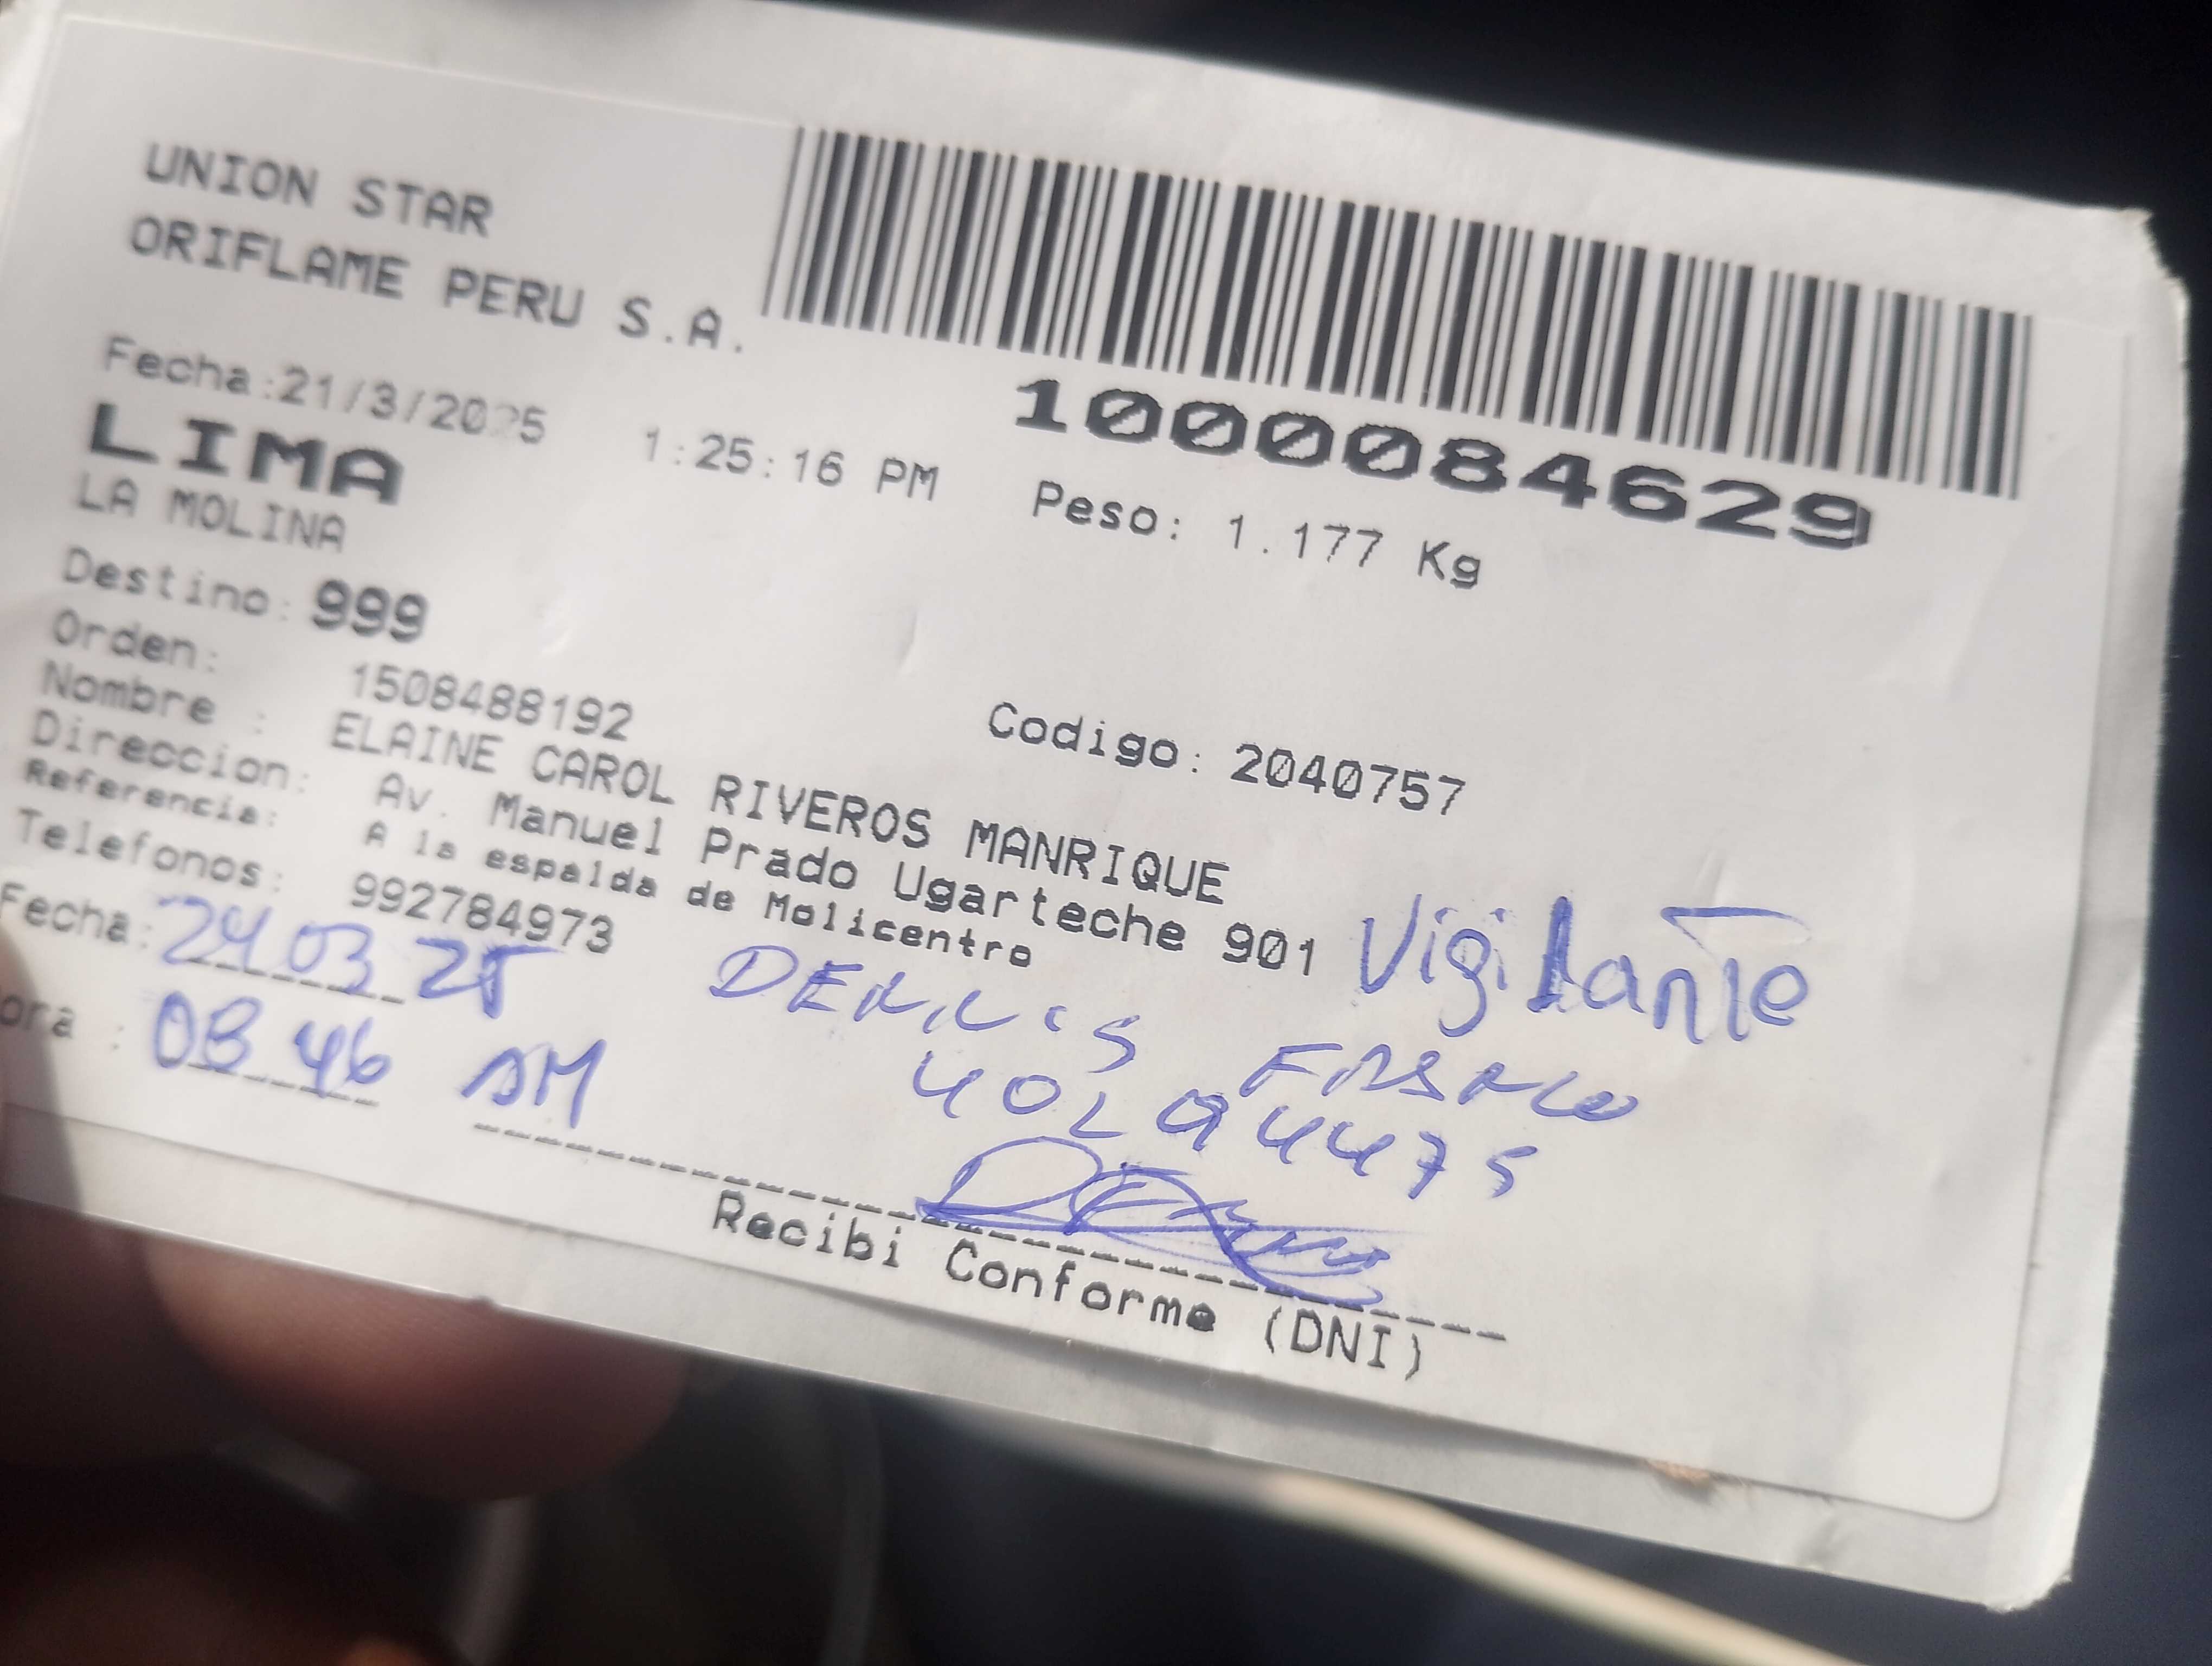 UNION STAR
ORIFLAME PERU S.A.
Fecha:21/3/2025 1:25:16 PM
1000084629
LIMA
Peso: 1.177 Kg
LA MOLINA
Destino: 999
Orden: 1508488192
Codigo: 2040757
Nombre : ELAINE CAROL RIVEROS MANRIQUE
Direccion: Av. Manuel Prado Ugarteche 901
Referencia: A la espalda de Molicentro
Telefonos: 992784973
Vigilante
Fecha: 24 03 25
DENNIS
ora : 08 46 AM
Recibi Conforme (DNI)